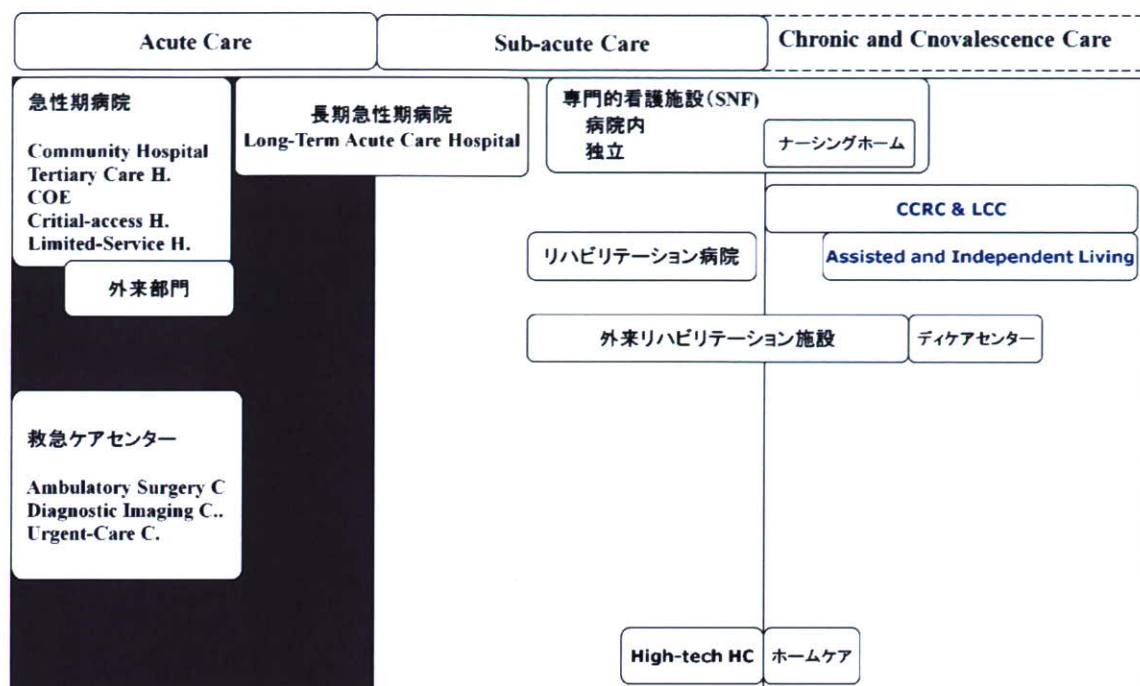 Acute Care
Sub-acute Care
Chronic and Cnovalescence Care
急性期病院
Community Hospital
Tertiary Care H.
COE
Critial-access H.
Limited-Service H.
外来部門
長期急性期病院
Long-Term Acute Care Hospital
専門的看護施設(SNF)
病院内
独立
ナーシングホーム
CCRC & LCC
リハビリテーション病院
Assisted and Independent Living
外来リハビリテーション施設
ディケアセンター
救急ケアセンター
Ambulatory Surgery C
Diagnostic Imaging C..
Urgent-Care C.
High-tech HC
ホームケア